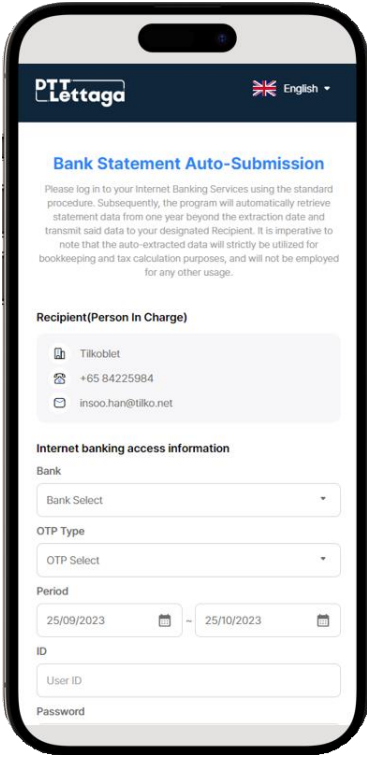 DTT
Lettaga
English
Bank Statement Auto-Submission
Please log in to your Internet Banking Services using the standard
procedure. Subsequently, the program will automatically retrieve
statement data from one year beyond the extraction date and
transmit said data to your designated Recipient. It is imperative to
note that the auto-extracted data will strictly be utilized for
bookkeeping and tax calculation purposes, and will not be employed
for any other usage.
Recipient(Person In Charge)
Tilkoblet
+65 84225984
insoo.han@tilko.net
Internet banking access information
Bank
Bank Select
OTP Type
OTP Select
Period
25/09/2023 ~ 25/10/2023
ID
User ID
Password